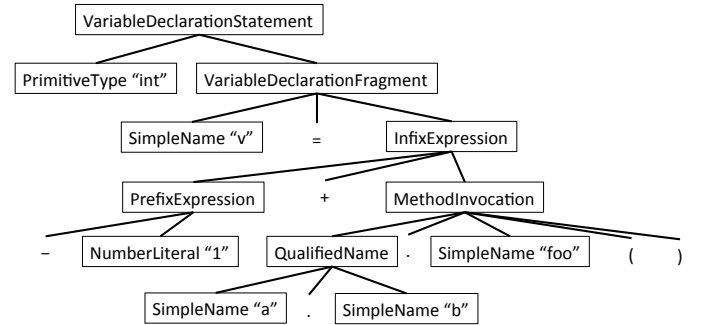 VariableDeclarationStatement
PrimitiveType “int” VariableDeclarationFragment
SimpleName “v” = InfixExpression
PrefixExpression + MethodInvocation
– NumberLiteral “1” QualifiedName . SimpleName “foo” ( )
SimpleName “a” . SimpleName “b”